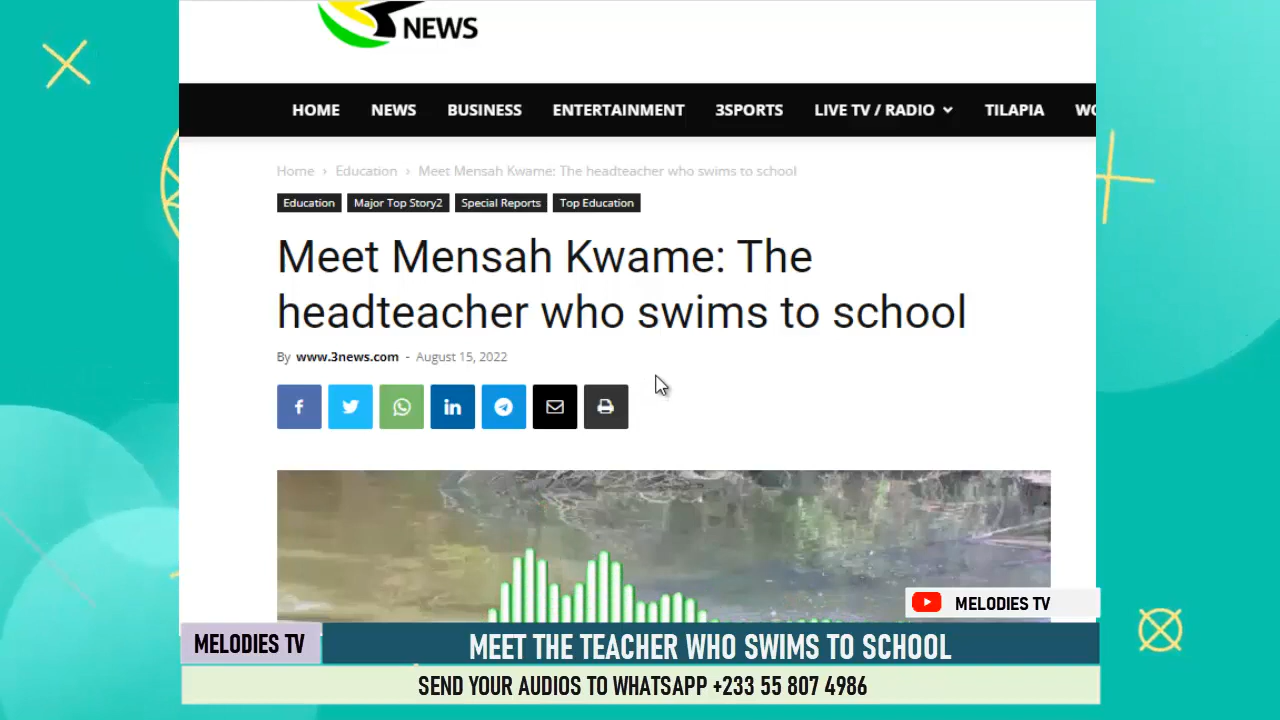 NEWS
HOME NEWS BUSINESS ENTERTAINMENT 3SPORTS LIVE TV / RADIO TILAPIA
Home › Education › Meet Mensah Kwame: The headteacher who swims to school
Education Major Top Story2 Special Reports Top Education
Meet Mensah Kwame: The
headteacher who swims to school
By www.3news.com - August 15, 2022
MELODIES TV
MELODIES TV MEET THE TEACHER WHO SWIMS TO SCHOOL
SEND YOUR AUDIOS TO WHATSAPP +233 55 807 4986